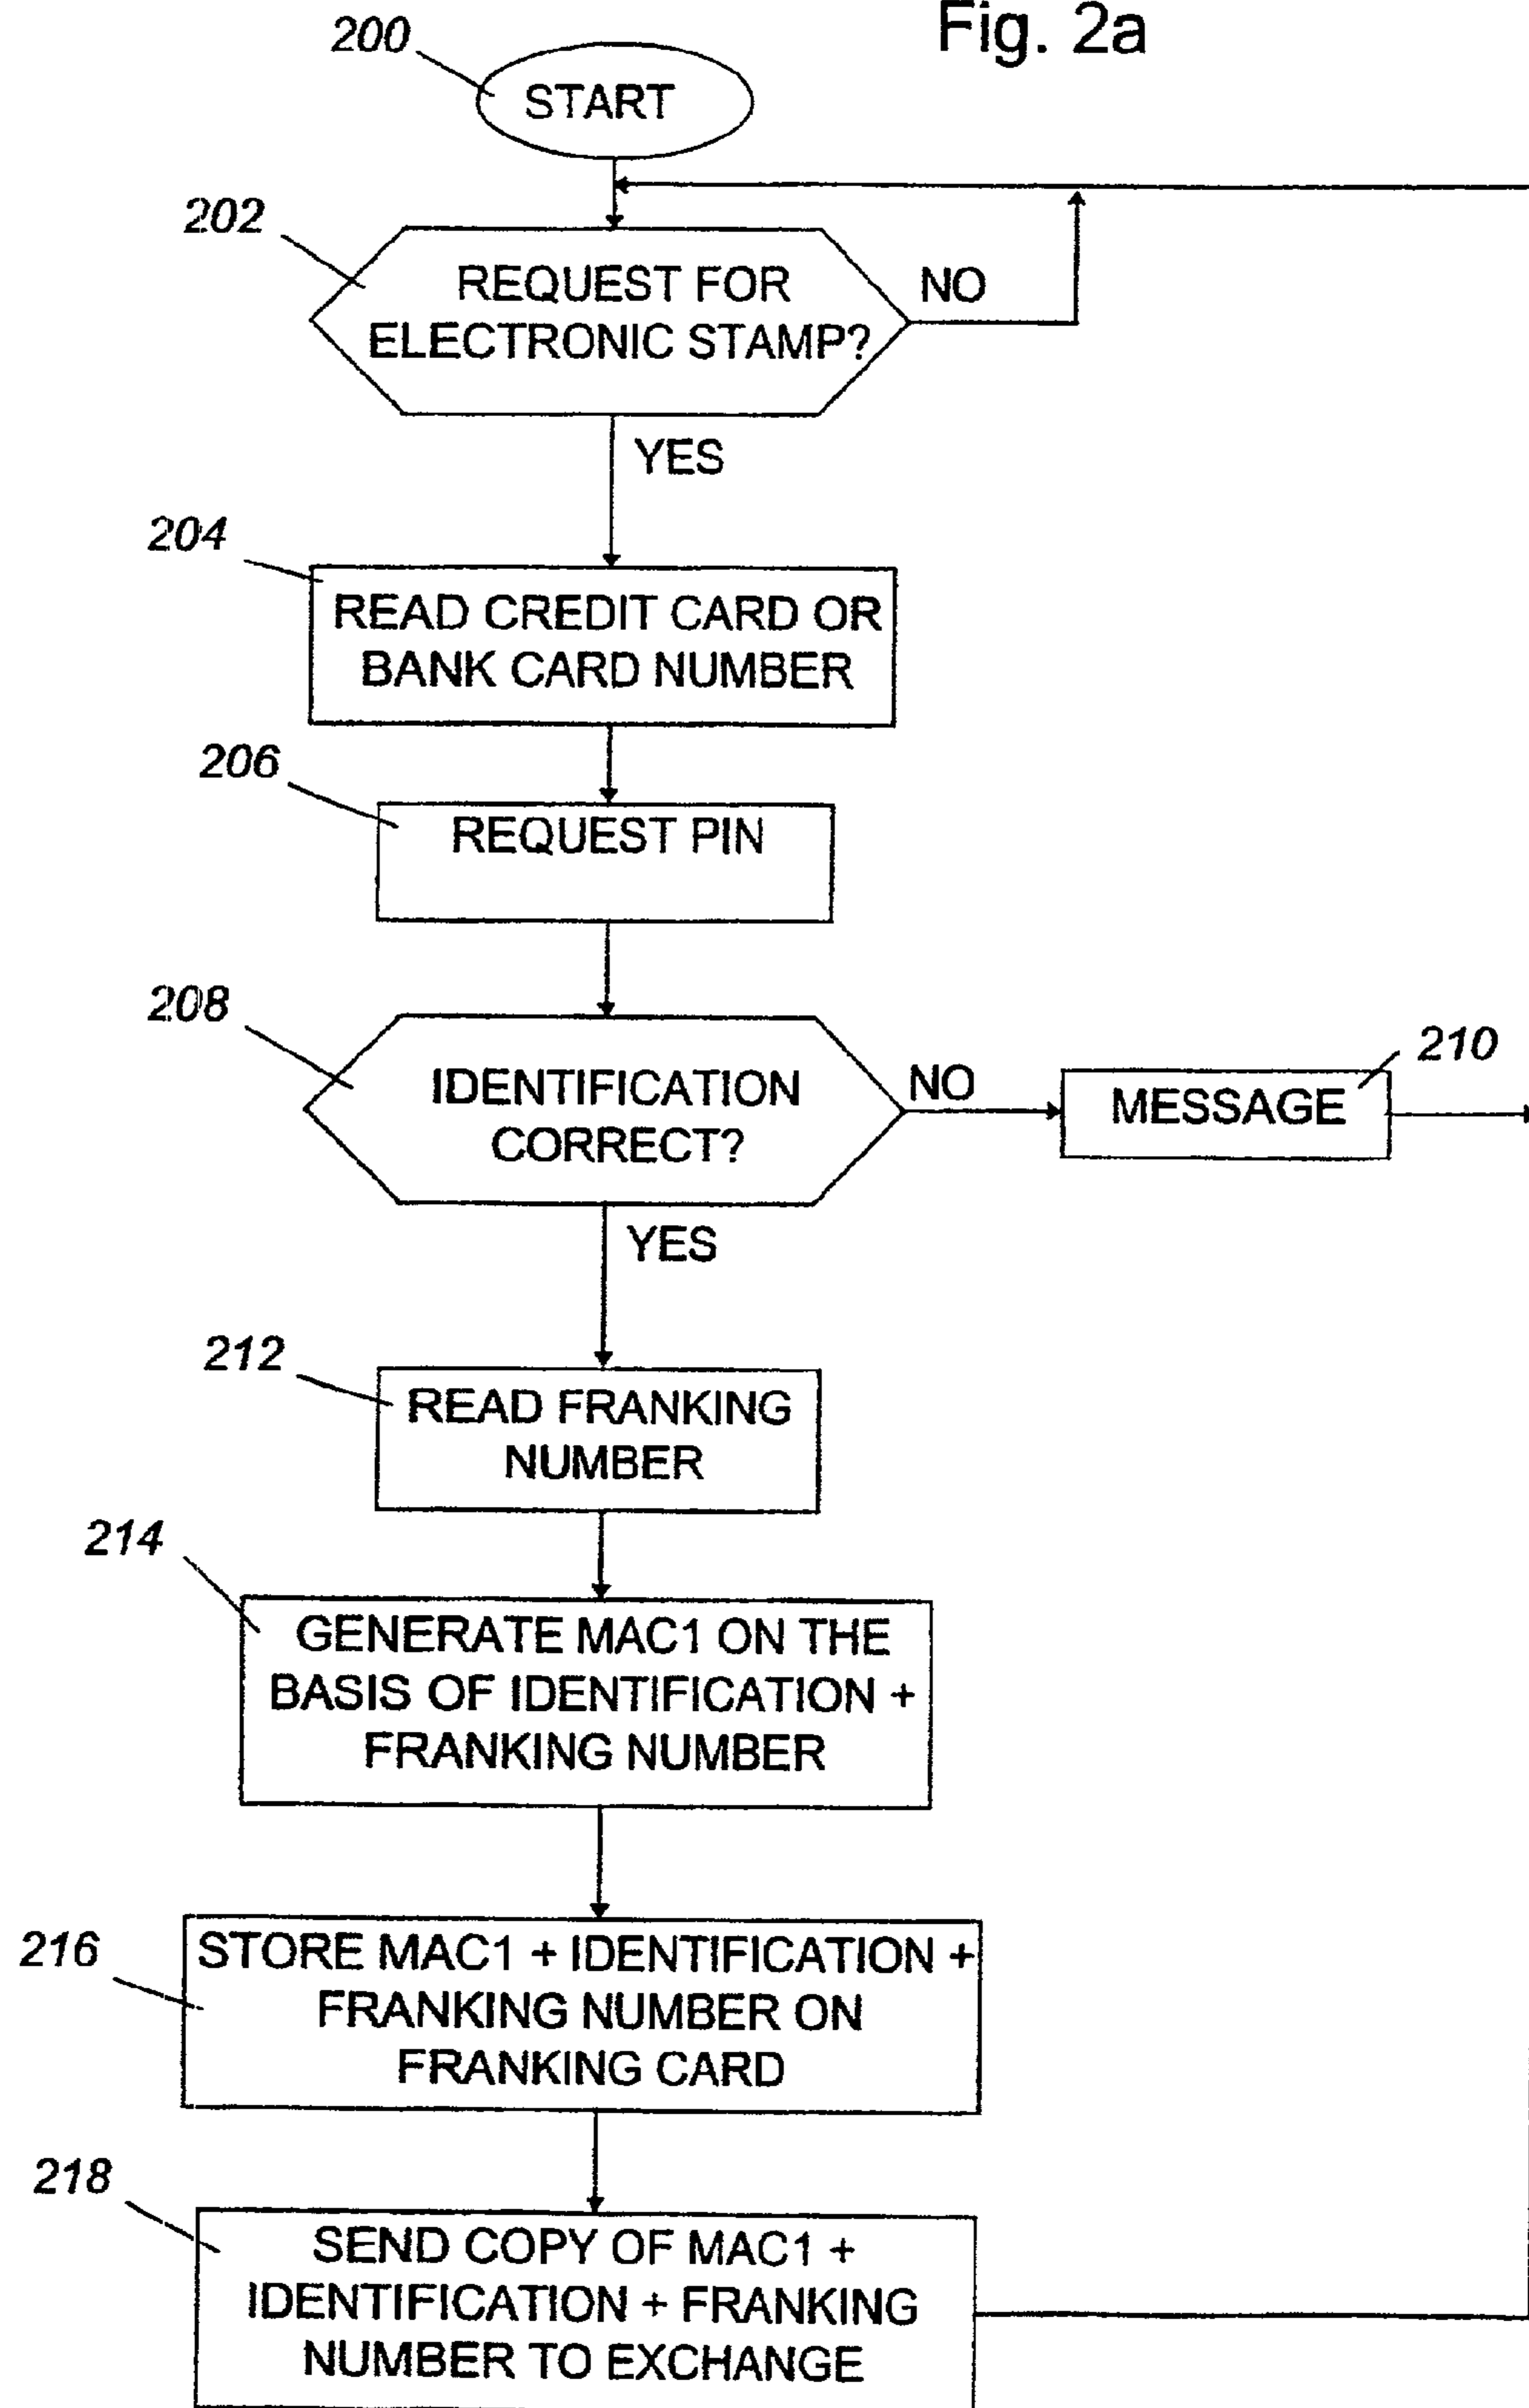 Fig. 2a
200
START
202
REQUEST FOR
ELECTRONIC STAMP?
NO
YES
204
READ CREDIT CARD OR
BANK CARD NUMBER
206
REQUEST PIN
208
IDENTIFICATION
CORRECT?
NO
210
MESSAGE
YES
212
READ FRANKING
NUMBER
214
GENERATE MAC1 ON THE
BASIS OF IDENTIFICATION +
FRANKING NUMBER
216
STORE MAC1 + IDENTIFICATION +
FRANKING NUMBER ON
FRANKING CARD
218
SEND COPY OF MAC1 +
IDENTIFICATION + FRANKING
NUMBER TO EXCHANGE